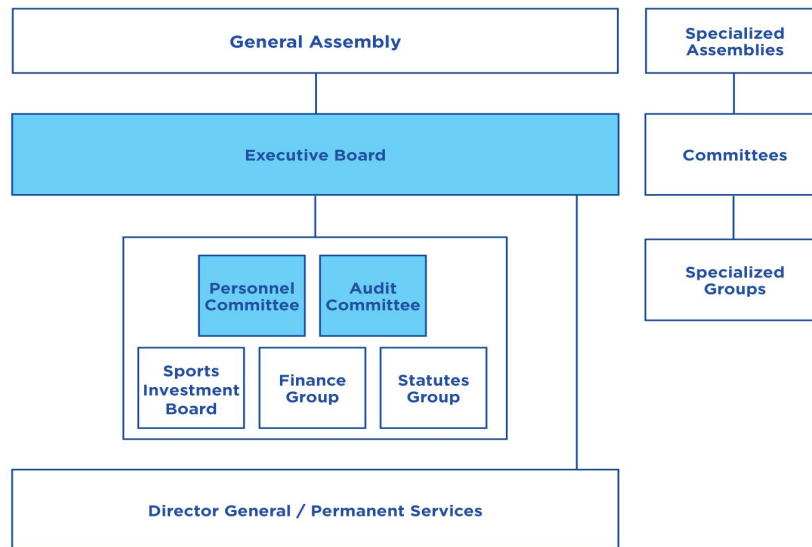 General Assembly
Specialized
Assemblies
Executive Board
Committees
Personnel
Committee
Audit
Committee
Specialized
Groups
Sports
Investment
Board
Finance
Group
Statutes
Group
Director General / Permanent Services